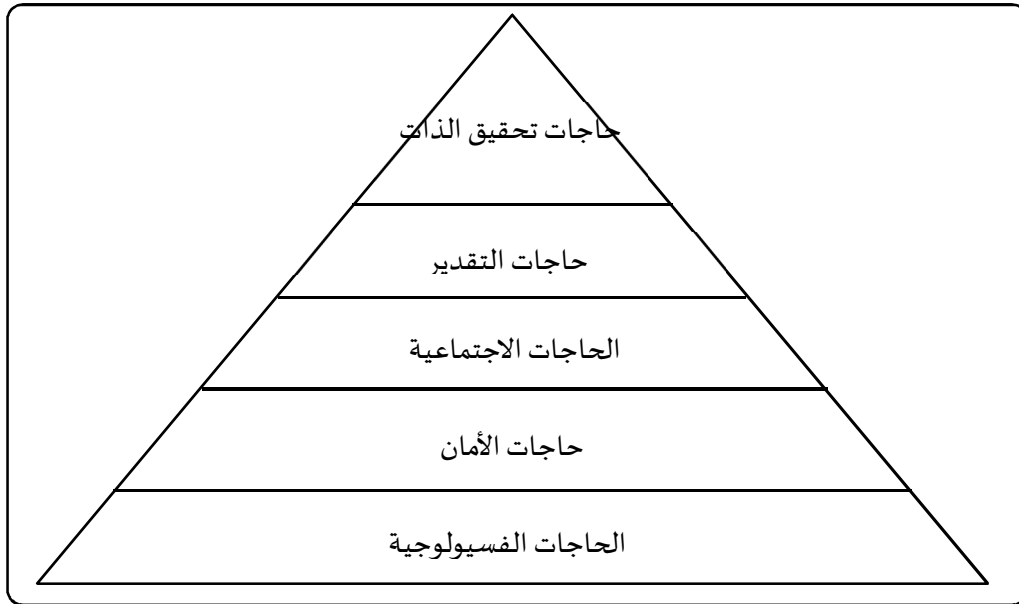 حاجات تحقيق الذات
حاجات التقدير
الحاجات الاجتماعية
حاجات الأمان
الحاجات الفسيولوجية